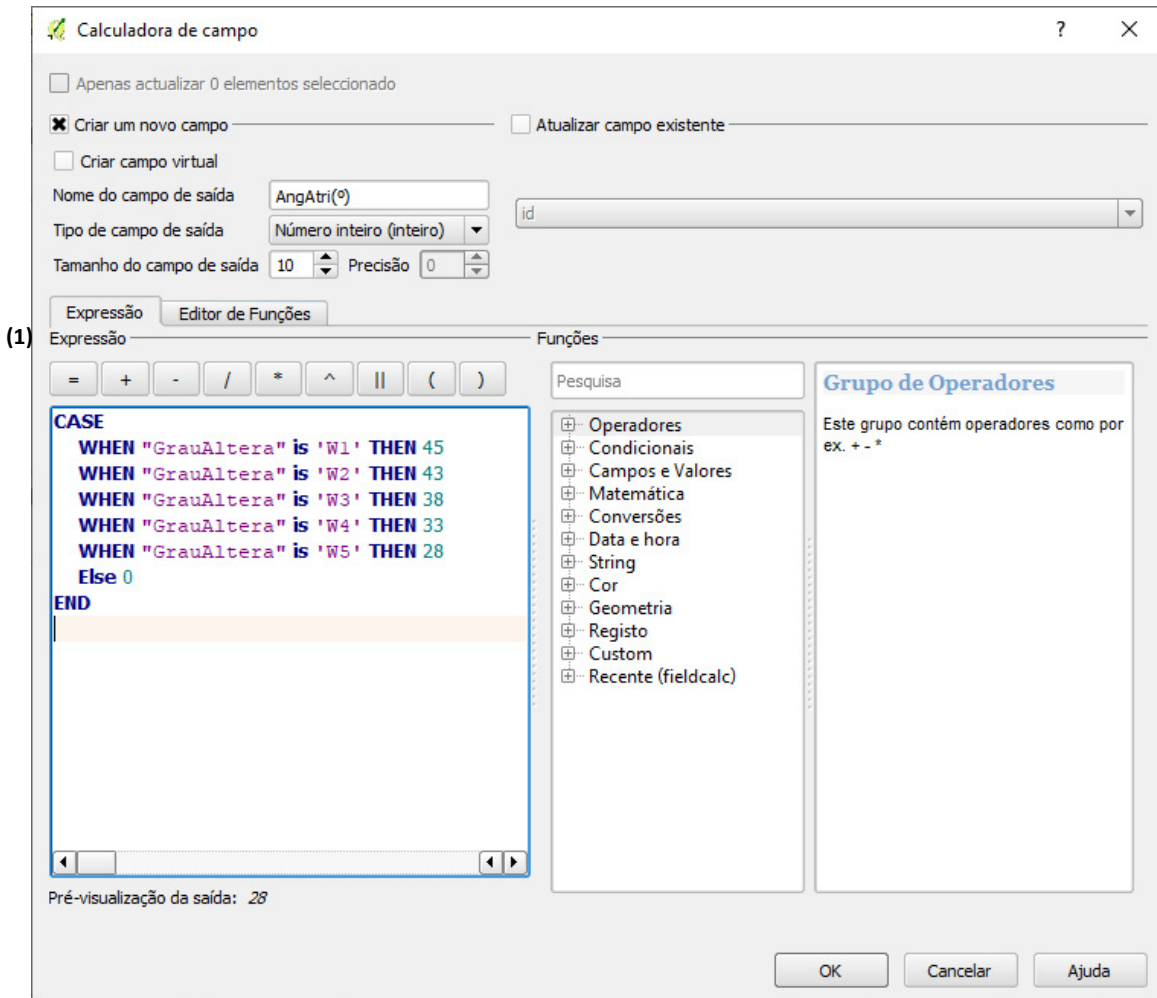 Calculadora de campo ?
Apenas actualizar 0 elementos seleccionado
Criar um novo campo
Atualizar campo existente
Criar campo virtual
Nome do campo de saída AngAtri(º)
id
Tipo de campo de saída Número inteiro (inteiro)
Tamanho do campo de saída 10 Precisão 0
Expressão Editor de Funções
(1) Expressão
Funções
= + - / * ^ || ( )
Pesquisa
CASE
WHEN "GrauAltera" is 'W1' THEN 45
WHEN "GrauAltera" is 'W2' THEN 43
WHEN "GrauAltera" is 'W3' THEN 38
WHEN "GrauAltera" is 'W4' THEN 33
WHEN "GrauAltera" is 'W5' THEN 28
Else 0
END
Operadores
Condicionais
Campos e Valores
Matemática
Conversões
Data e hora
String
Cor
Geometria
Registo
Custom
Recente (fieldcalc)
Grupo de Operadores
Este grupo contém operadores como por
ex. + - *
Pré-visualização da saída: 28
OK Cancelar Ajuda